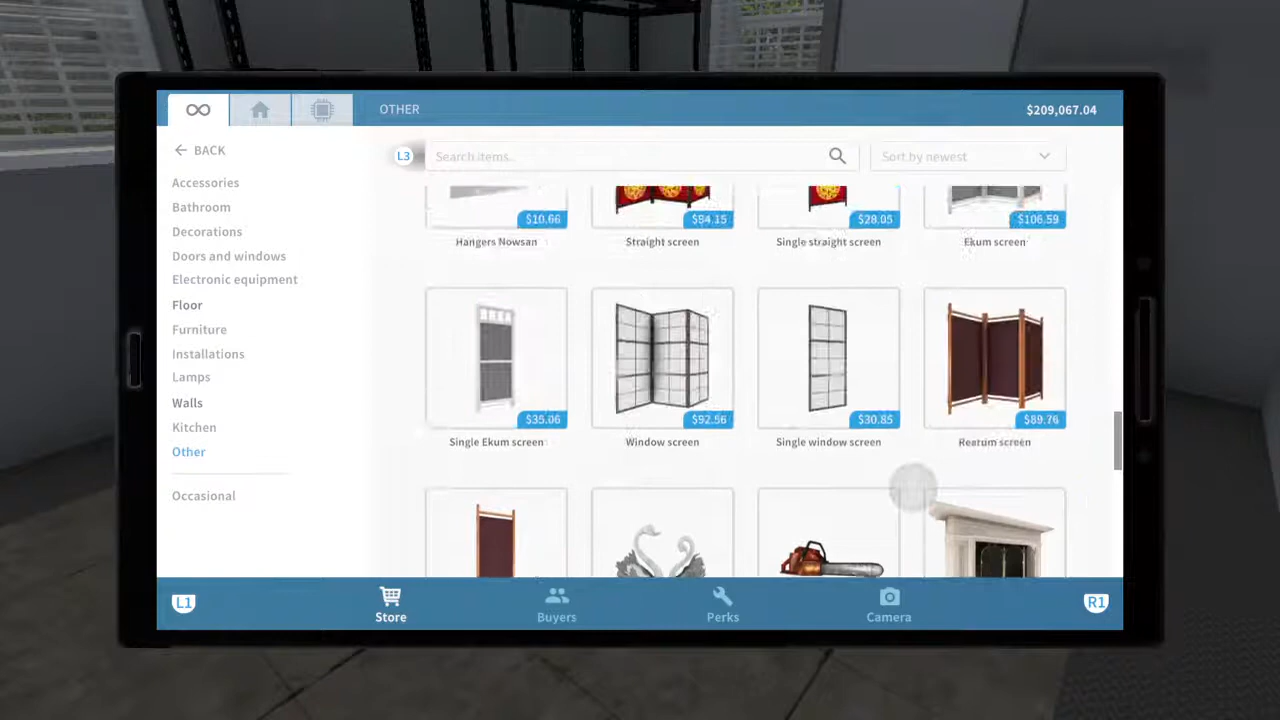 OTHER
$209,067.04
BACK
L3
Search items..
Sort by newest
Accessories
Bathroom
Decorations
Doors and windows
Electronic equipment
Floor
Furniture
Installations
Lamps
Walls
Kitchen
Other
Occasional
$10.66
$84.15
$28.05
$106.59
Hangers Nowsan
Straight screen
Single straight screen
Ekum screen
$35.06
$92.56
$30.85
$89.76
Single Ekum screen
Window screen
Single window screen
Rearum screen
L1
Store
Buyers
Perks
Camera
R1